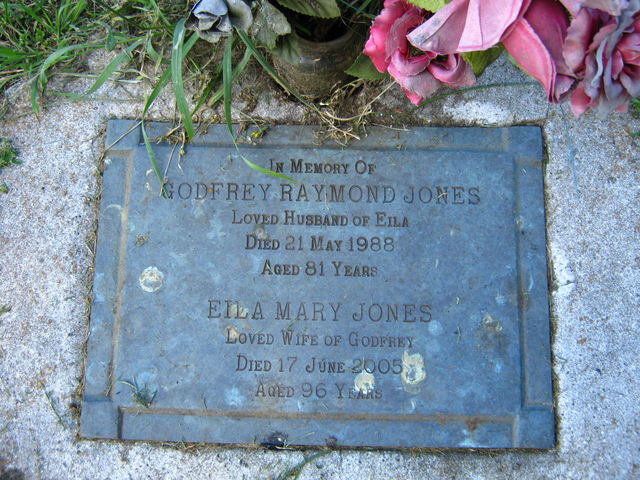 In Memory Of
GODFREY RAYMOND JONES
Loved Husband of Eila
Died 21 May 1988
Aged 81 Years
EILA MARY JONES
Loved Wife of Godfrey
Died 17 June 2005
Aged 96 Years